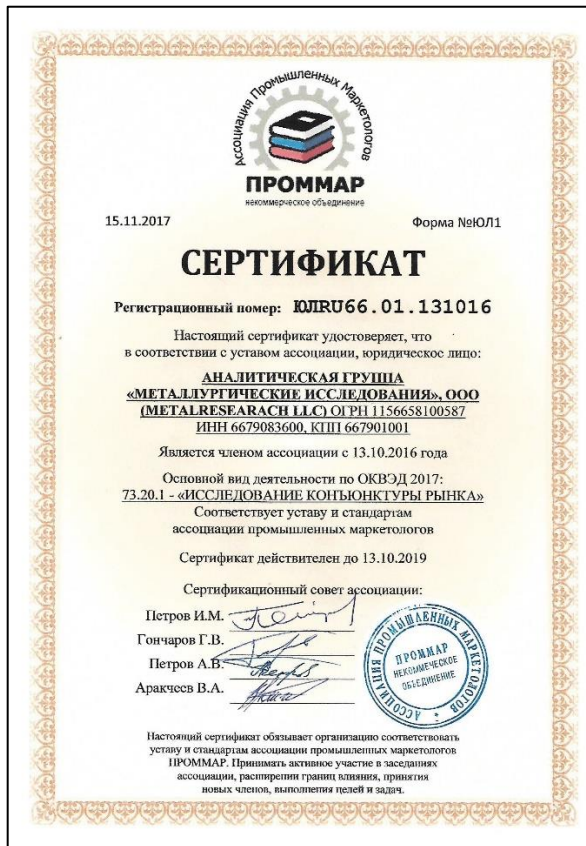 Ассоциация Промышленных Маркетологов
ПРОММАР
некоммерческое объединение
15.11.2017 Форма №ЮЛ1
СЕРТИФИКАТ
Регистрационный номер: ЮЛRU66.01.131016
Настоящий сертификат удостоверяет, что
в соответствии с уставом ассоциации, юридическое лицо:
АНАЛИТИЧЕСКАЯ ГРУППА
«МЕТАЛЛУРГИЧЕСКИЕ ИССЛЕДОВАНИЯ», ООО
(METALRESEARACH LLC) ОГРН 1156658100587
ИНН 6679083600, КПП 667901001
Является членом ассоциации с 13.10.2016 года
Основной вид деятельности по ОКВЭД 2017:
73.20.1 - «ИССЛЕДОВАНИЕ КОНЪЮНКТУРЫ РЫНКА»
Соответствует уставу и стандартам
ассоциации промышленных маркетологов
Сертификат действителен до 13.10.2019
Сертификационный совет ассоциации:
Петров И.М.
Гончаров Г.В.
Петров А.В.
Аракчеев В.А.
АССОЦИАЦИЯ ПРОМЫШЛЕННЫХ МАРКЕТОЛОГОВ
ПРОММАР
НЕКОММЕЧЕСКОЕ
ОБЪЕДИНЕНИЕ
Настоящий сертификат обязывает организацию соответствовать
уставу и стандартам ассоциации промышленных маркетологов
ПРОММАР. Принимать активное участие в заседаниях
ассоциации, расширении границ влияния, принятия
новых членов, выполнения целей и задач.